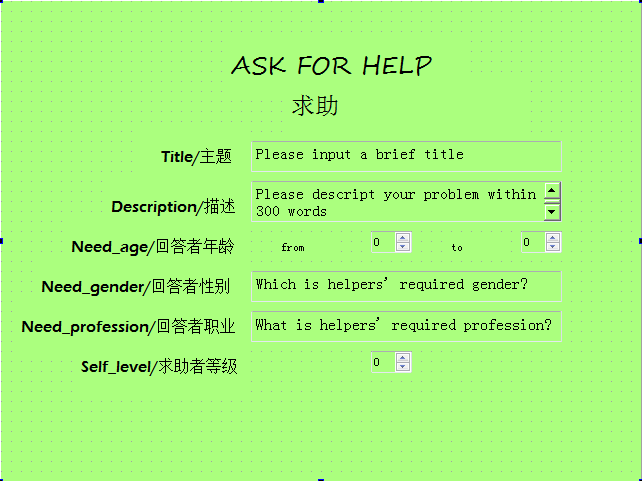 ASK FOR HELP
求助
Title/主题 Please input a brief title
Description/描述 Please descript your problem within
300 words
Need_age/回答者年龄 from 0 to 0
Need_gender/回答者性别 Which is helpers' required gender?
Need_profession/回答者职业 What is helpers' required profession?
Self_level/求助者等级 0